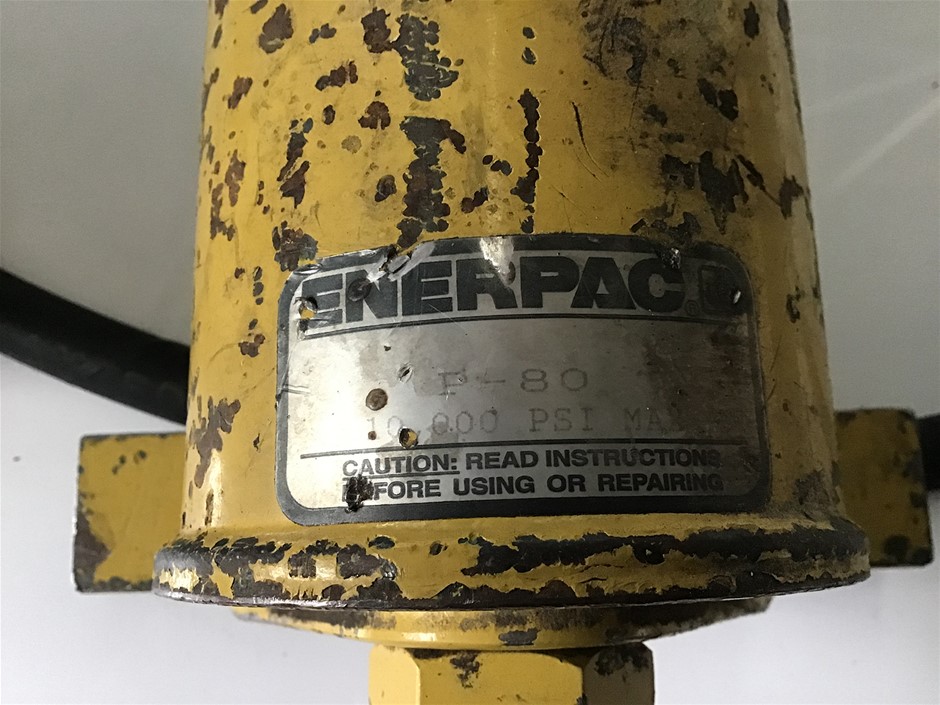 ENERPAC
P-80
10,000 PSI MAX
CAUTION: READ INSTRUCTIONS
BEFORE USING OR REPAIRING